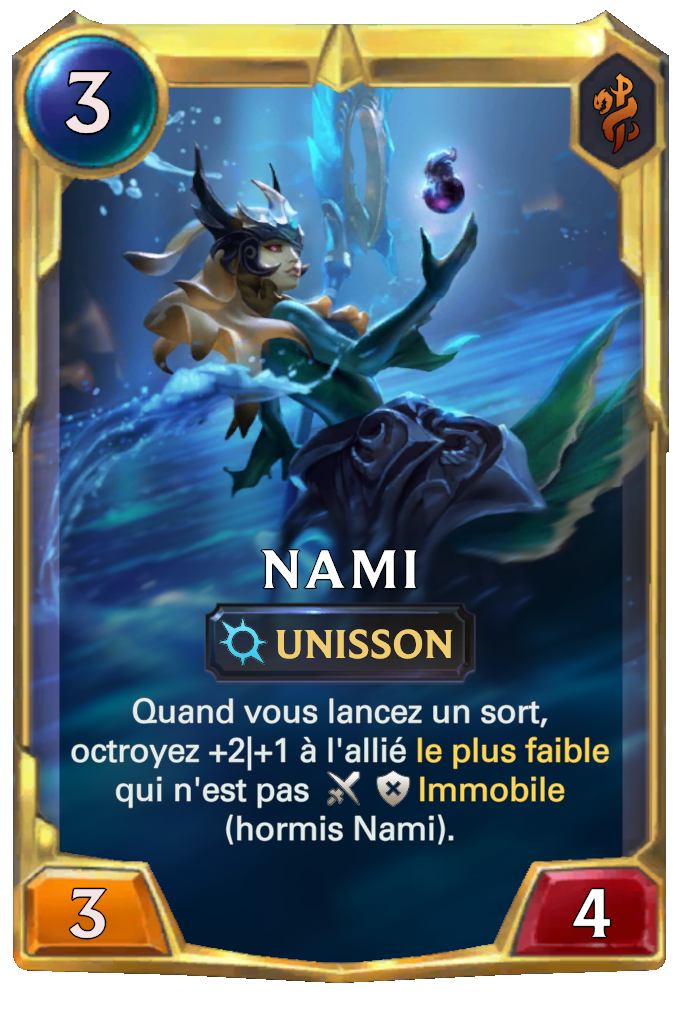 3
NAMI
UNISSON
Quand vous lancez un sort,
octroyez +2|+1 à l'allié le plus faible
qui n'est pas Immobile
(hormis Nami).
3
4